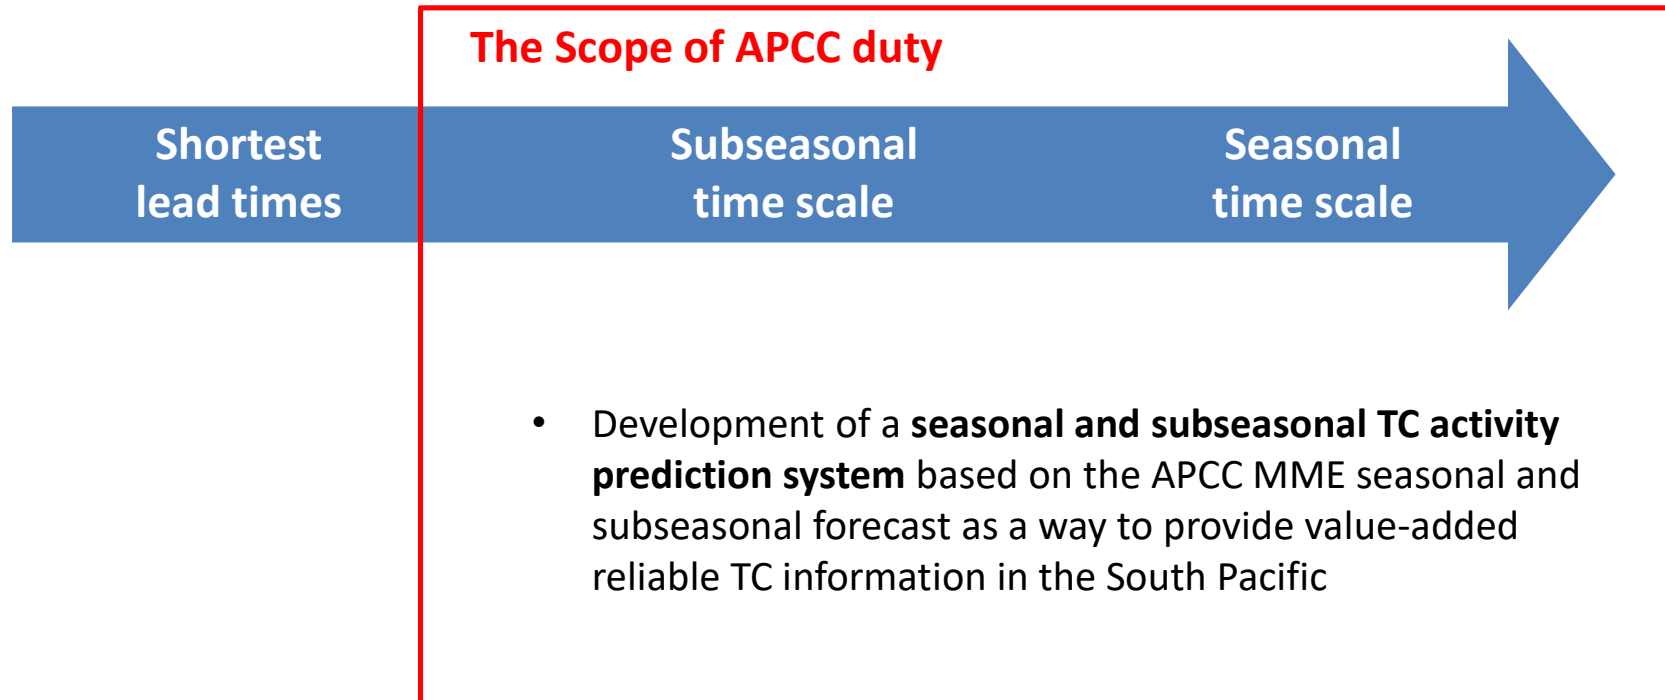 The Scope of APCC duty
Shortest
lead times
Subseasonal
time scale
Seasonal
time scale
• Development of a seasonal and subseasonal TC activity
prediction system based on the APCC MME seasonal and
subseasonal forecast as a way to provide value-added
reliable TC information in the South Pacific